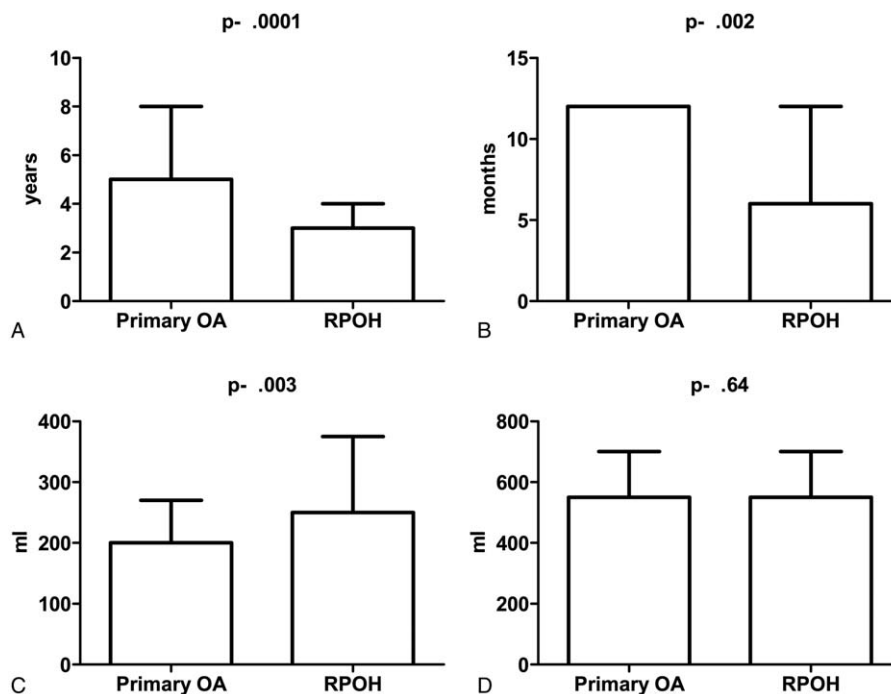 p- .0001
10
8
6
4
2
0
years
Primary OA
RPOH
A
p- .002
15
10
5
0
months
Primary OA
RPOH
B
p- .003
400
300
200
100
0
ml
Primary OA
RPOH
C
p- .64
800
600
400
200
0
ml
Primary OA
RPOH
D